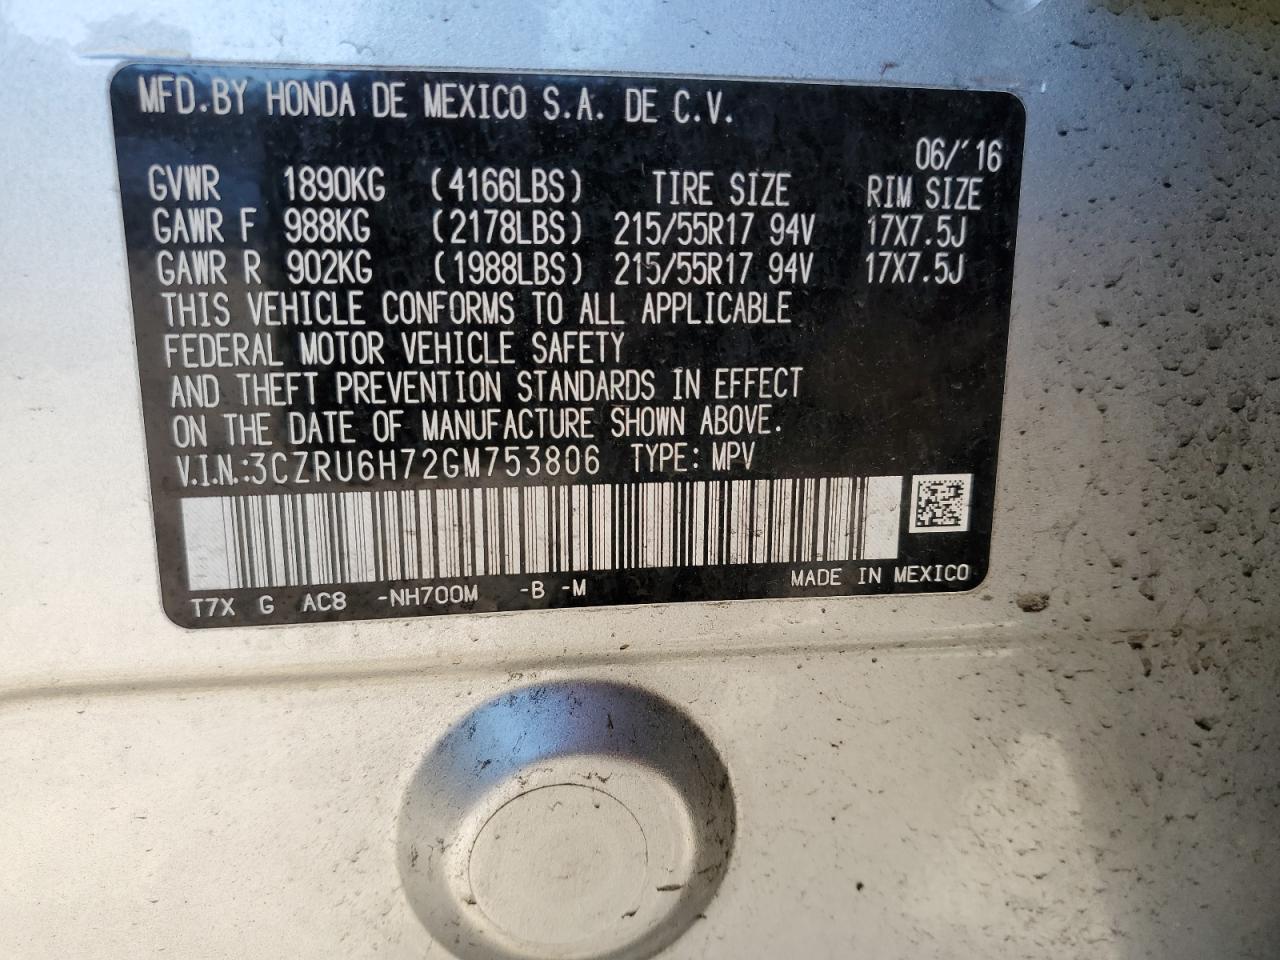 MFD.BY HONDA DE MEXICO S.A. DE C.V.
06/'16
GVWR 1890KG (4166LBS) TIRE SIZE RIM SIZE
GAWR F 988KG (2178LBS) 215/55R17 94V 17X7.5J
GAWR R 902KG (1988LBS) 215/55R17 94V 17X7.5J
THIS VEHICLE CONFORMS TO ALL APPLICABLE
FEDERAL MOTOR VEHICLE SAFETY
AND THEFT PREVENTION STANDARDS IN EFFECT
ON THE DATE OF MANUFACTURE SHOWN ABOVE.
V.I.N.:3CZRU6H72GM753806 TYPE: MPV
MADE IN MEXICO
T7X G AC8 -NH700M -B -M